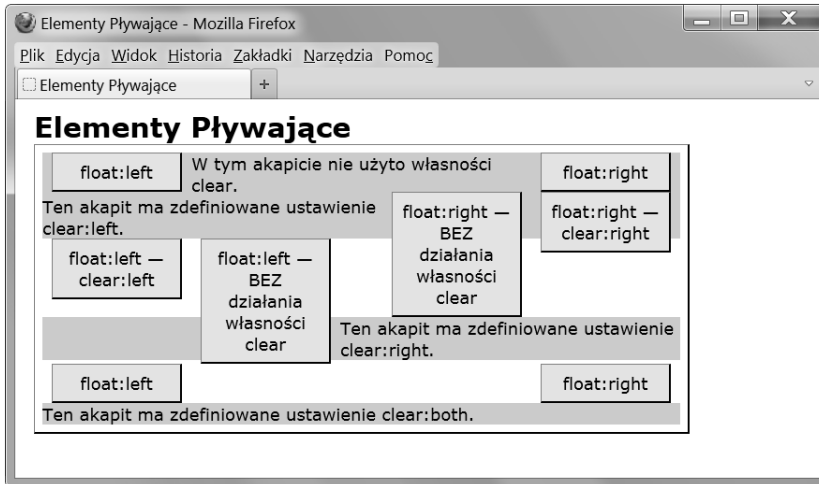 Elementy Pływające - Mozilla Firefox
Plik Edycja Widok Historia Zakładki Narzędzia Pomoc
Elementy Pływające
Elementy Pływające
float:left
W tym akapicie nie użyto własności
clear.
float:right
Ten akapit ma zdefiniowane ustawienie
clear:left.
float:right —
BEZ
działania
własności
clear
float:right —
clear:right
float:left —
clear:left
float:left —
BEZ
działania
własności
clear
Ten akapit ma zdefiniowane ustawienie
clear:right.
float:left
float:right
Ten akapit ma zdefiniowane ustawienie clear:both.